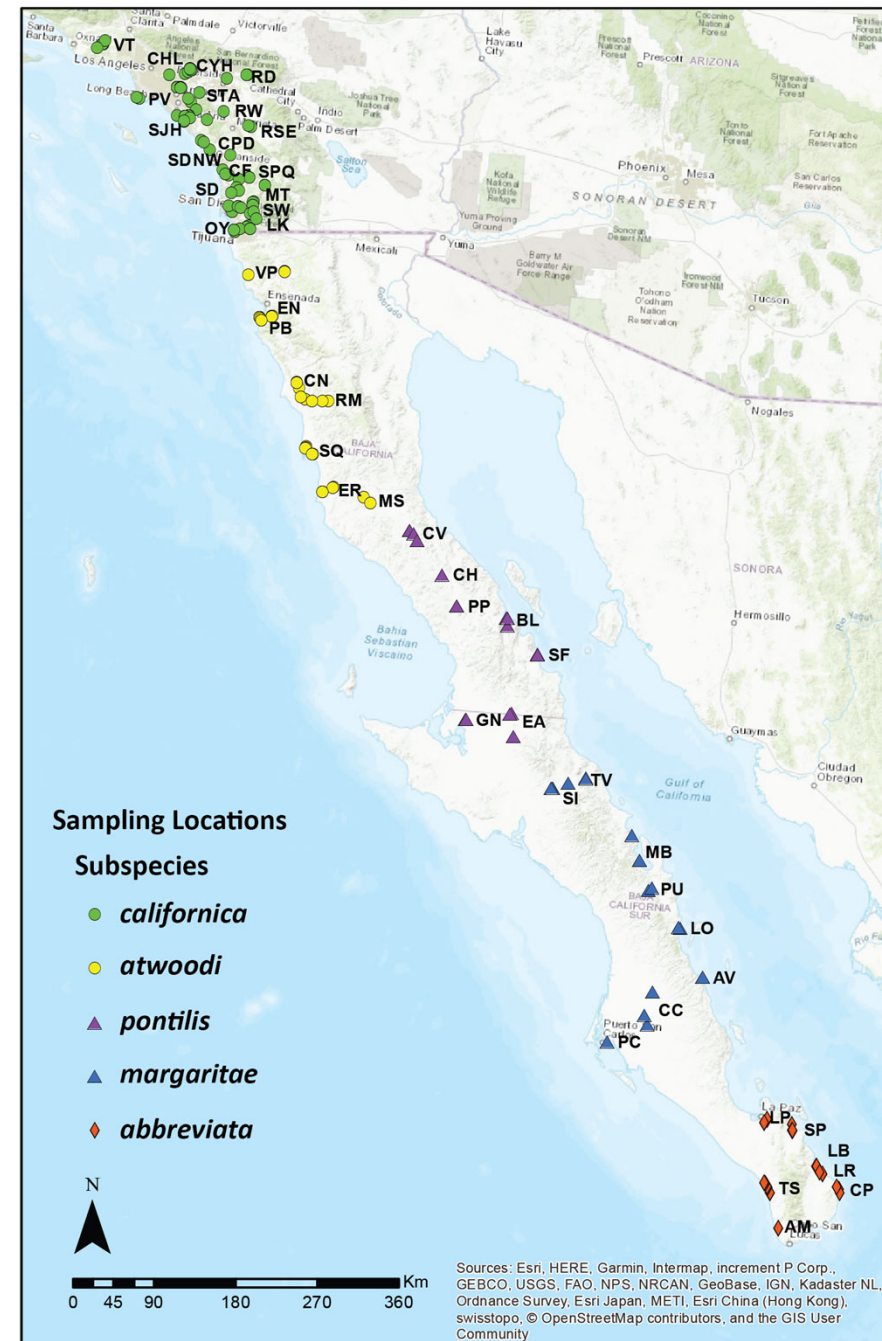 Santa Barbara
Oxnard
Santa Clarita
Palmdale
Victorville
Angeles National Forest
San Bernardino National Forest
Los Angeles
Long Beach
VT
CHL
CYH
RD
PV
STA
RW
SJH
RSE
CPD
SDNW
CF
SPQ
SD
MT
SW
OY
LK
Cathedral City
Indio
Palm Desert
Joshua Tree National Park
Salton Sea
Lake Havasu City
Prescott National Forest
Prescott
ARIZONA
Coconino National Forest
Sitgreaves National Forest
Tonto National Forest
Fort Apache Reservation
San Carlos Reservation
Phoenix
Mesa
Gila
Kofa National Wildlife Refuge
Yuma Proving Ground
SONORAN DESERT
Sonoran Desert NM
Yuma
Barry M Goldwater Air Force Range
Ironwood Forest NM
Tohono O'odham Nation Reservation
Tucson
Nogales
Tijuana
Mexicali
Colorado
VP
Ensenada
EN
PB
CN
RM
BAJA CALIFORNIA
SQ
ER
MS
CV
CH
PP
BL
SF
GN
EA
Bahia Sebastian Viscaino
SONORA
Hermosillo
Guaymas
Ciudad Obregon
Gulf of California
TV
SI
MB
PU
BAJA CALIFORNIA SUR
LO
AV
CC
PC
La Paz
LP
SP
LB
LR
CP
TS
AM
Lucas
Sampling Locations
Subspecies
californica
atwoodi
pontilis
margaritae
abbreviata
N
Km
0 45 90 180 270 360
Sources: Esri, HERE, Garmin, Intermap, increment P Corp.,
GEBCO, USGS, FAO, NPS, NRCAN, GeoBase, IGN, Kadaster NL,
Ordnance Survey, Esri Japan, METI, Esri China (Hong Kong),
swisstopo, © OpenStreetMap contributors, and the GIS User
Community